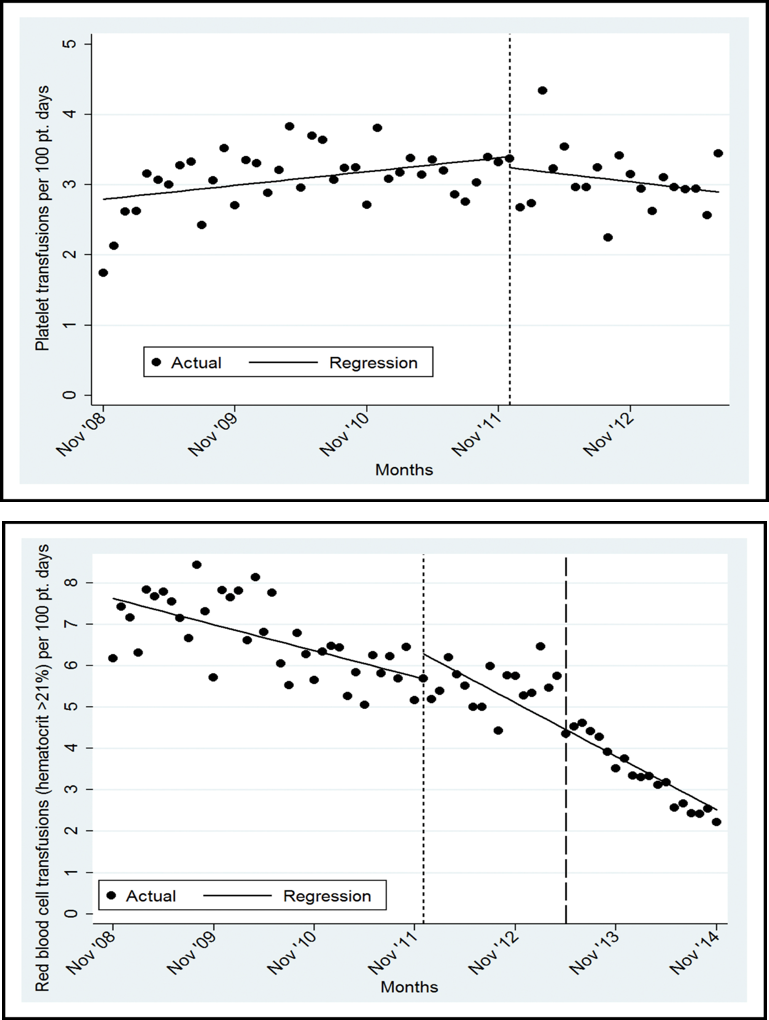 Platelet transfusions per 100 pt. days
5
4
3
2
1
0
Actual Regression
Nov '08 Nov '09 Nov '10 Nov '11 Nov '12
Months
Red blood cell transfusions (hematocrit >21%) per 100 pt. days
8
7
6
5
4
3
2
1
0
Actual Regression
Nov '08 Nov '09 Nov '10 Nov '11 Nov '12 Nov '13 Nov '14
Months